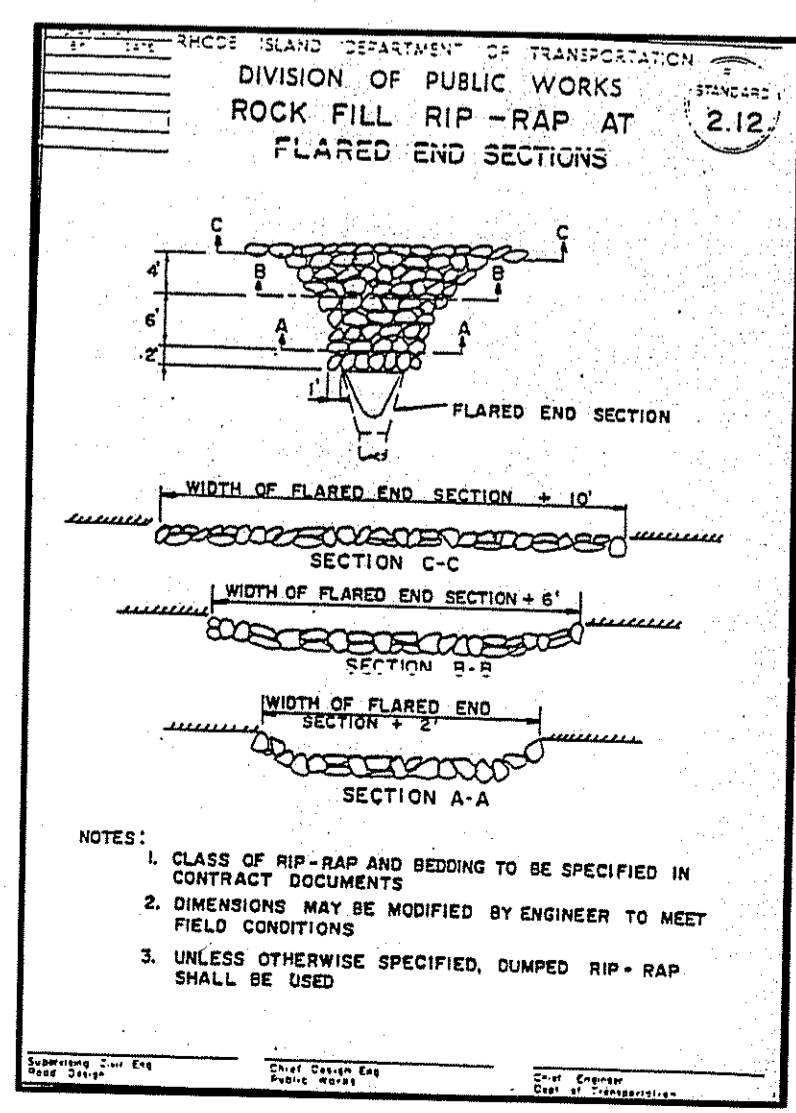 BY DATE
RHODE ISLAND DEPARTMENT OF TRANSPORTATION
DIVISION OF PUBLIC WORKS
ROCK FILL RIP-RAP AT
FLARED END SECTIONS
STANDARD
2.12
C C
4'
B B
6'
A A
2'
1'
FLARED END SECTION
WIDTH OF FLARED END SECTION + 10'
SECTION C-C
WIDTH OF FLARED END SECTION + 6'
SECTION B-B
WIDTH OF FLARED END
SECTION + 2'
SECTION A-A
NOTES:
1. CLASS OF RIP-RAP AND BEDDING TO BE SPECIFIED IN
CONTRACT DOCUMENTS
2. DIMENSIONS MAY BE MODIFIED BY ENGINEER TO MEET
FIELD CONDITIONS
3. UNLESS OTHERWISE SPECIFIED, DUMPED RIP-RAP
SHALL BE USED
Supervising Civil Eng
Road Design
Chief Design Eng
Public Works
Chief Engineer
Dept of Transportation